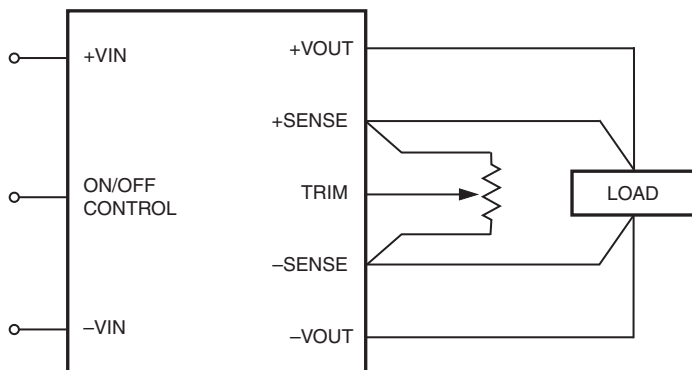 +VIN
ON/OFF
CONTROL
–VIN
+VOUT
+SENSE
TRIM
–SENSE
–VOUT
LOAD